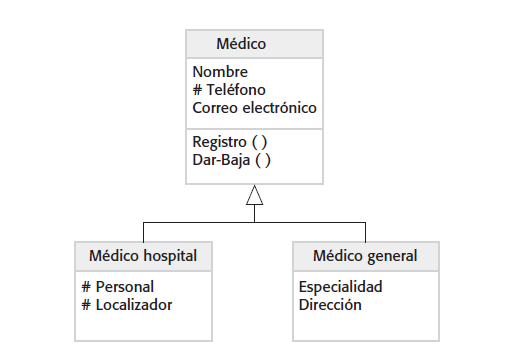 Médico
Nombre
# Teléfono
Correo electrónico
Registro ( )
Dar-Baja ( )
Médico hospital
# Personal
# Localizador
Médico general
Especialidad
Dirección